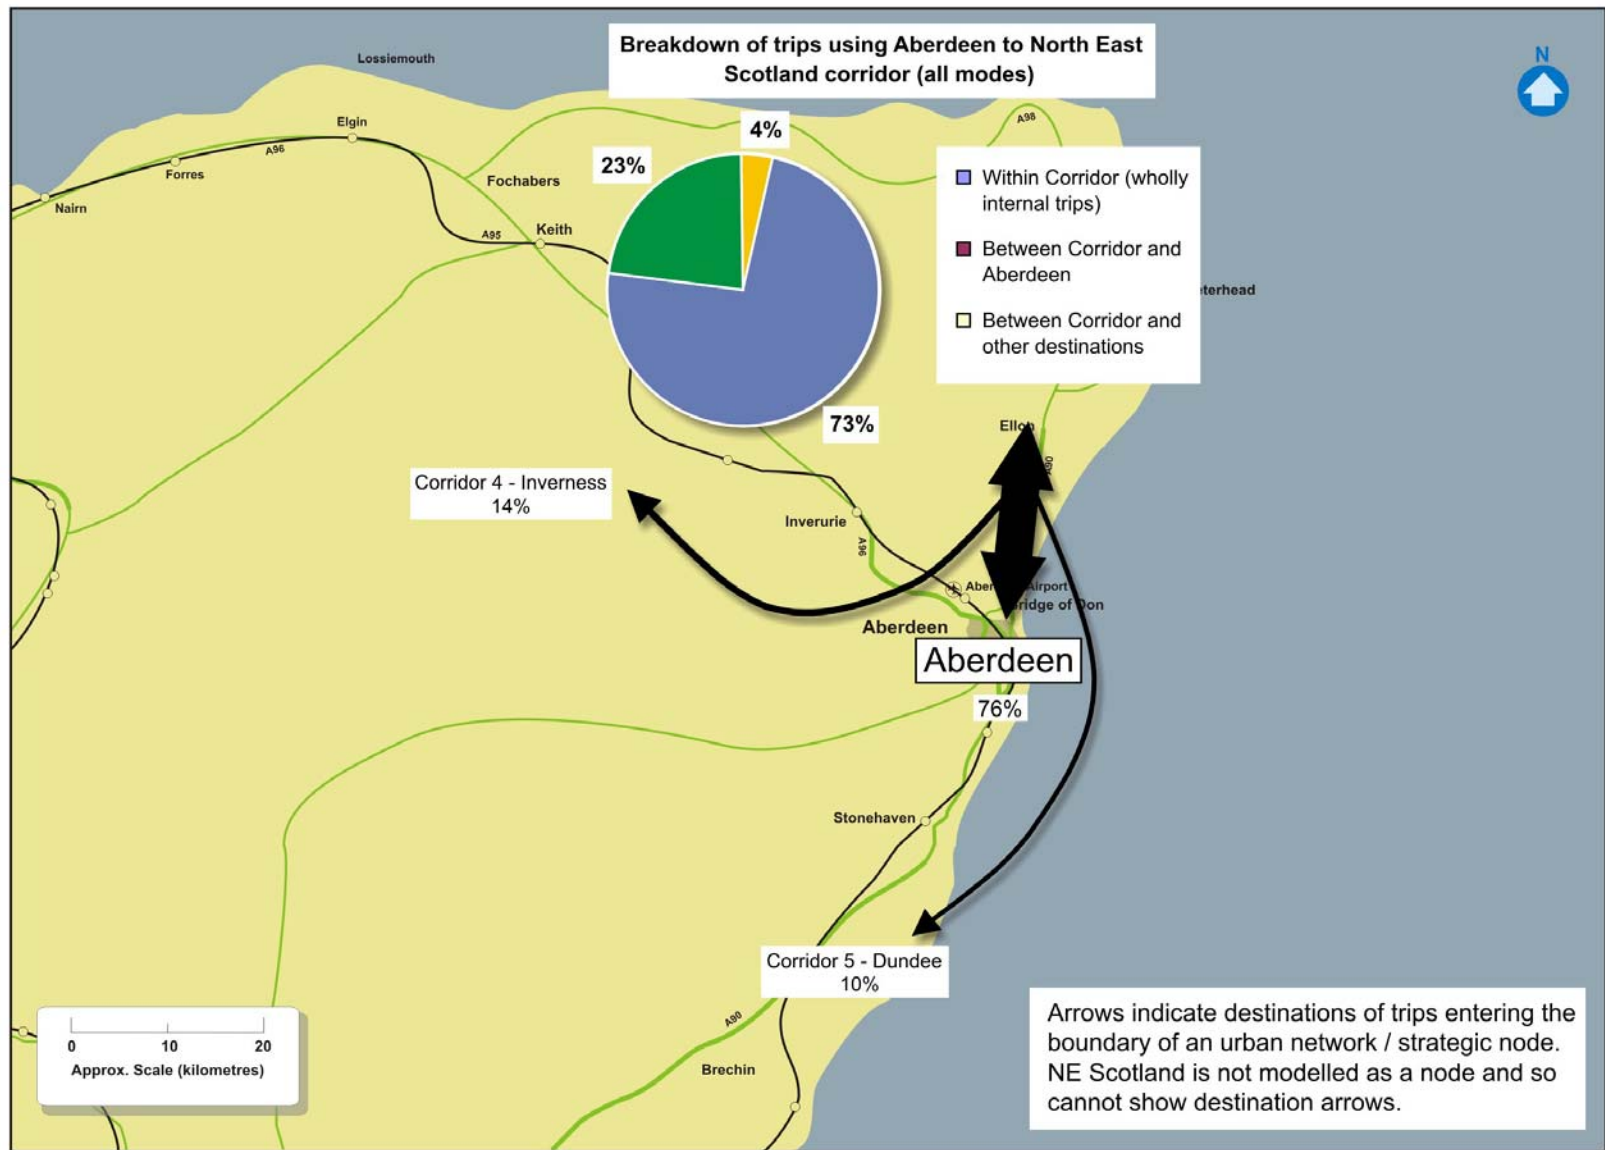 Breakdown of trips using Aberdeen to North East
Scotland corridor (all modes)
N
Lossiemouth
A98
Elgin
A96
4%
23%
Forres
Fochabers
Nairn
Keith
A95
Within Corridor (wholly
internal trips)
Between Corridor and
Aberdeen
Between Corridor and
other destinations
terhead
73%
Corridor 4 - Inverness
14%
Inverurie
A96
Airport
ridge of Don
Aberdeen
Aberdeen
76%
Stonehaven
Corridor 5 - Dundee
10%
A90
Brechin
0 10 20
Approx. Scale (kilometres)
Arrows indicate destinations of trips entering the
boundary of an urban network / strategic node.
NE Scotland is not modelled as a node and so
cannot show destination arrows.